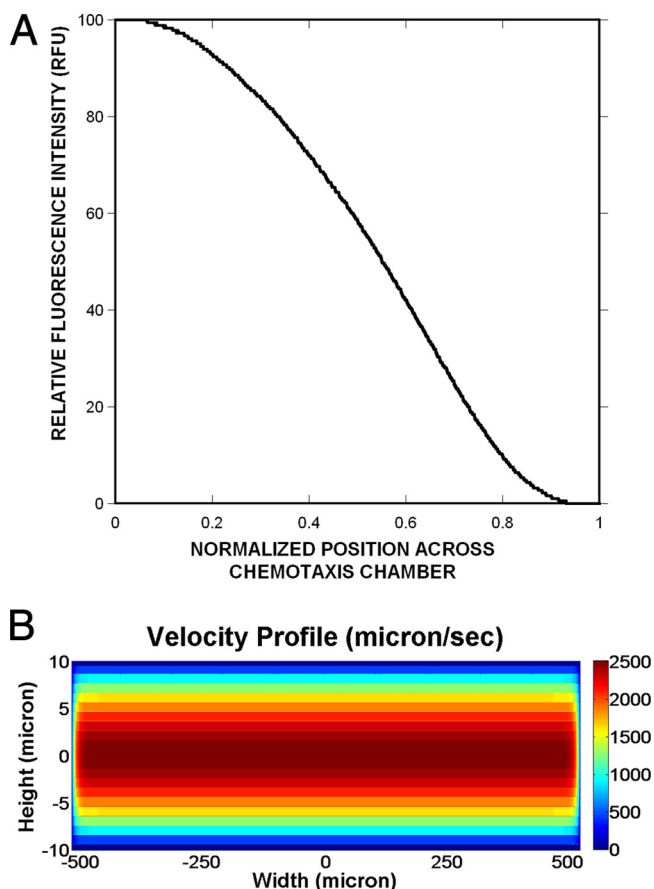 A
RELATIVE FLUORESCENCE INTENSITY (RFU)
100
80
60
40
20
0
0 0.2 0.4 0.6 0.8 1
NORMALIZED POSITION ACROSS
CHEMOTAXIS CHAMBER
B
Velocity Profile (micron/sec)
Height (micron)
10
5
0
-5
-10
-500 -250 0 250 500
Width (micron)
2500
2000
1500
1000
500
0